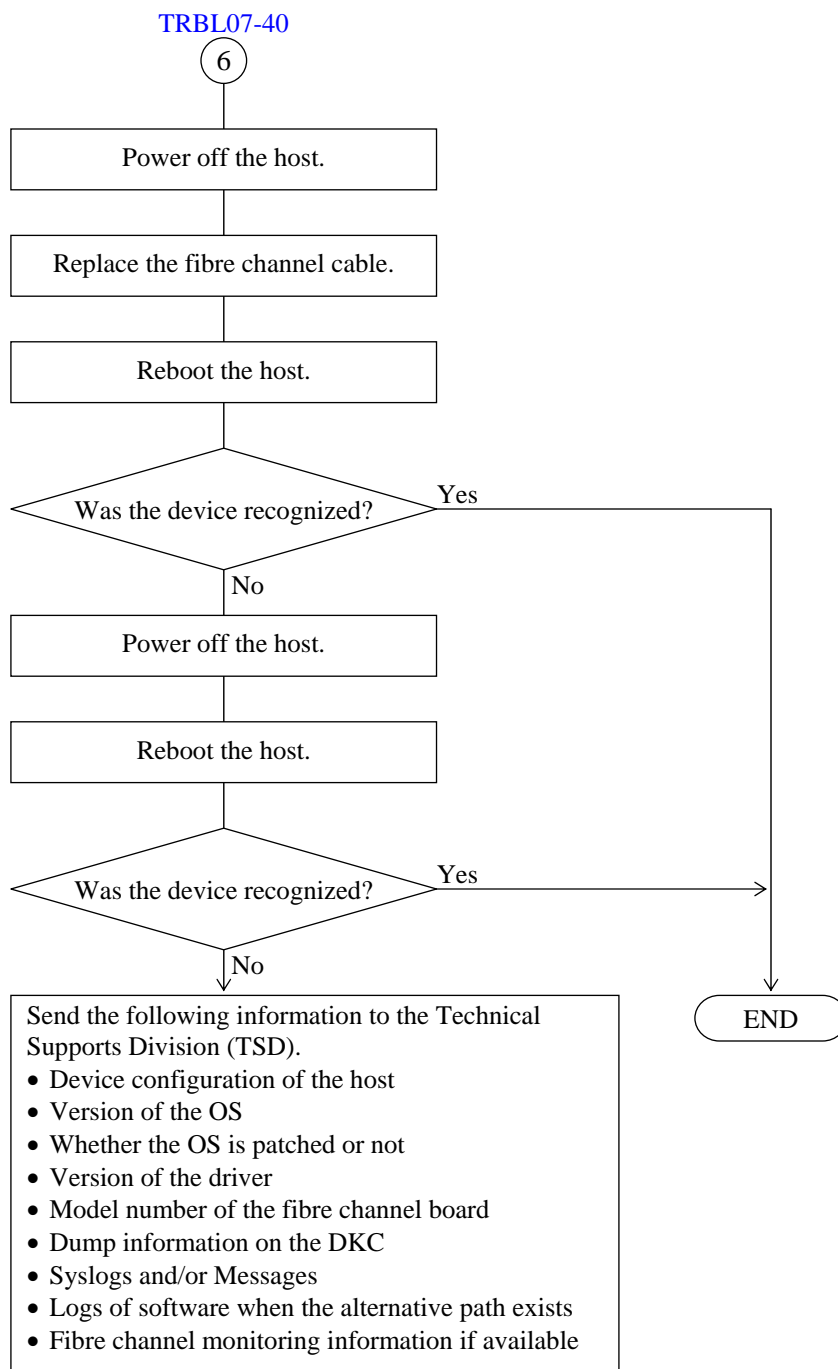 TRBL07-40
6
Power off the host.
Replace the fibre channel cable.
Reboot the host.
Was the device recognized?
Yes
No
Power off the host.
Reboot the host.
Was the device recognized?
Yes
No
Send the following information to the Technical
Supports Division (TSD).
• Device configuration of the host
• Version of the OS
• Whether the OS is patched or not
• Version of the driver
• Model number of the fibre channel board
• Dump information on the DKC
• Syslogs and/or Messages
• Logs of software when the alternative path exists
• Fibre channel monitoring information if available
END